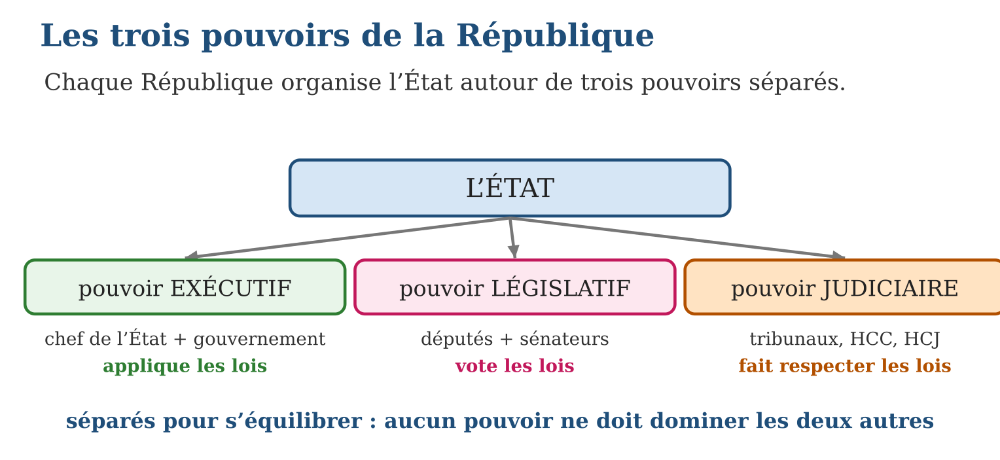 Les trois pouvoirs de la République
Chaque République organise l’État autour de trois pouvoirs séparés.
L’ÉTAT
pouvoir EXÉCUTIF
pouvoir LÉGISLATIF
pouvoir JUDICIAIRE
chef de l’État + gouvernement
députés + sénateurs
tribunaux, HCC, HCJ
applique les lois
vote les lois
fait respecter les lois
séparés pour s’équilibrer : aucun pouvoir ne doit dominer les deux autres